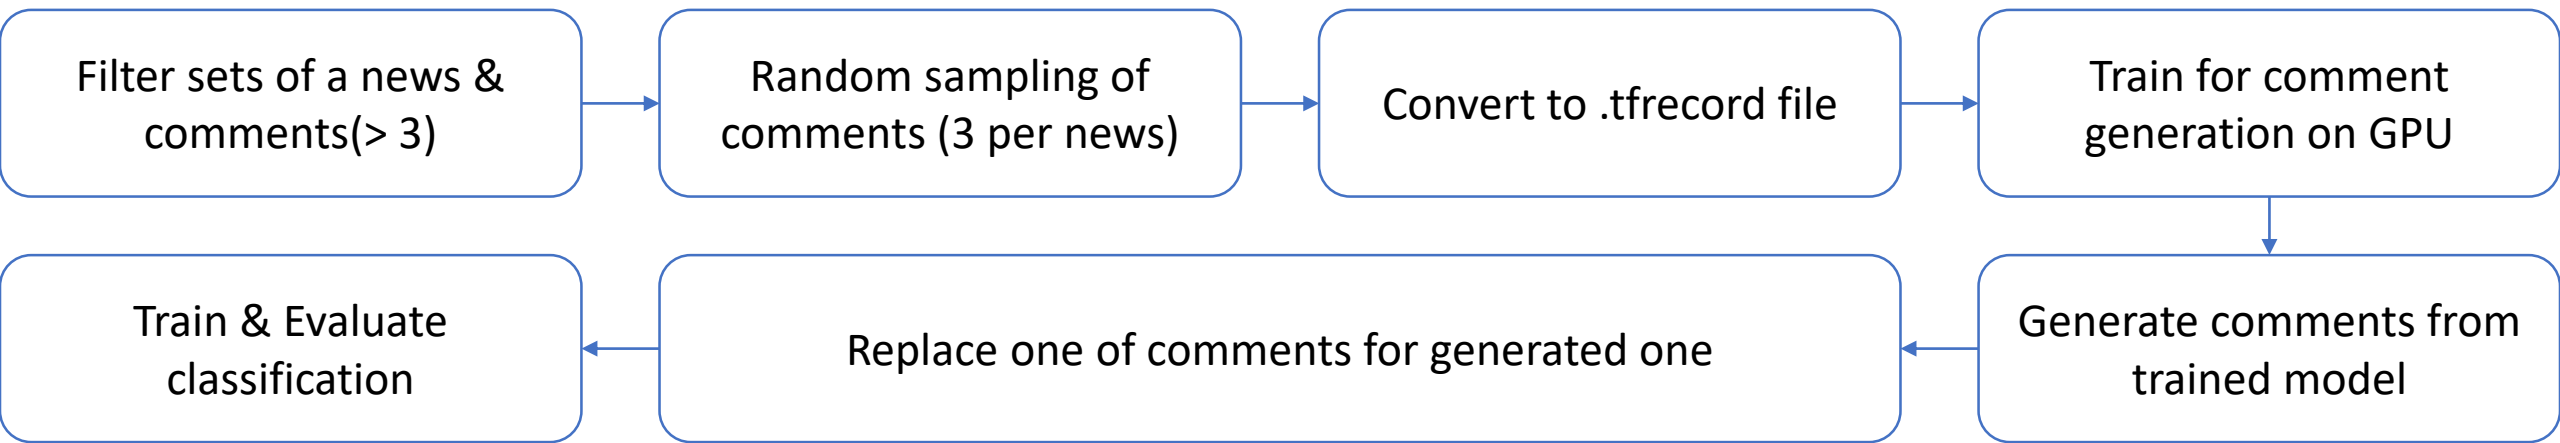 Filter sets of a news &
comments(> 3)
Random sampling of
comments (3 per news)
Convert to .tfrecord file
Train for comment
generation on GPU
Generate comments from
trained model
Replace one of comments for generated one
Train & Evaluate
classification